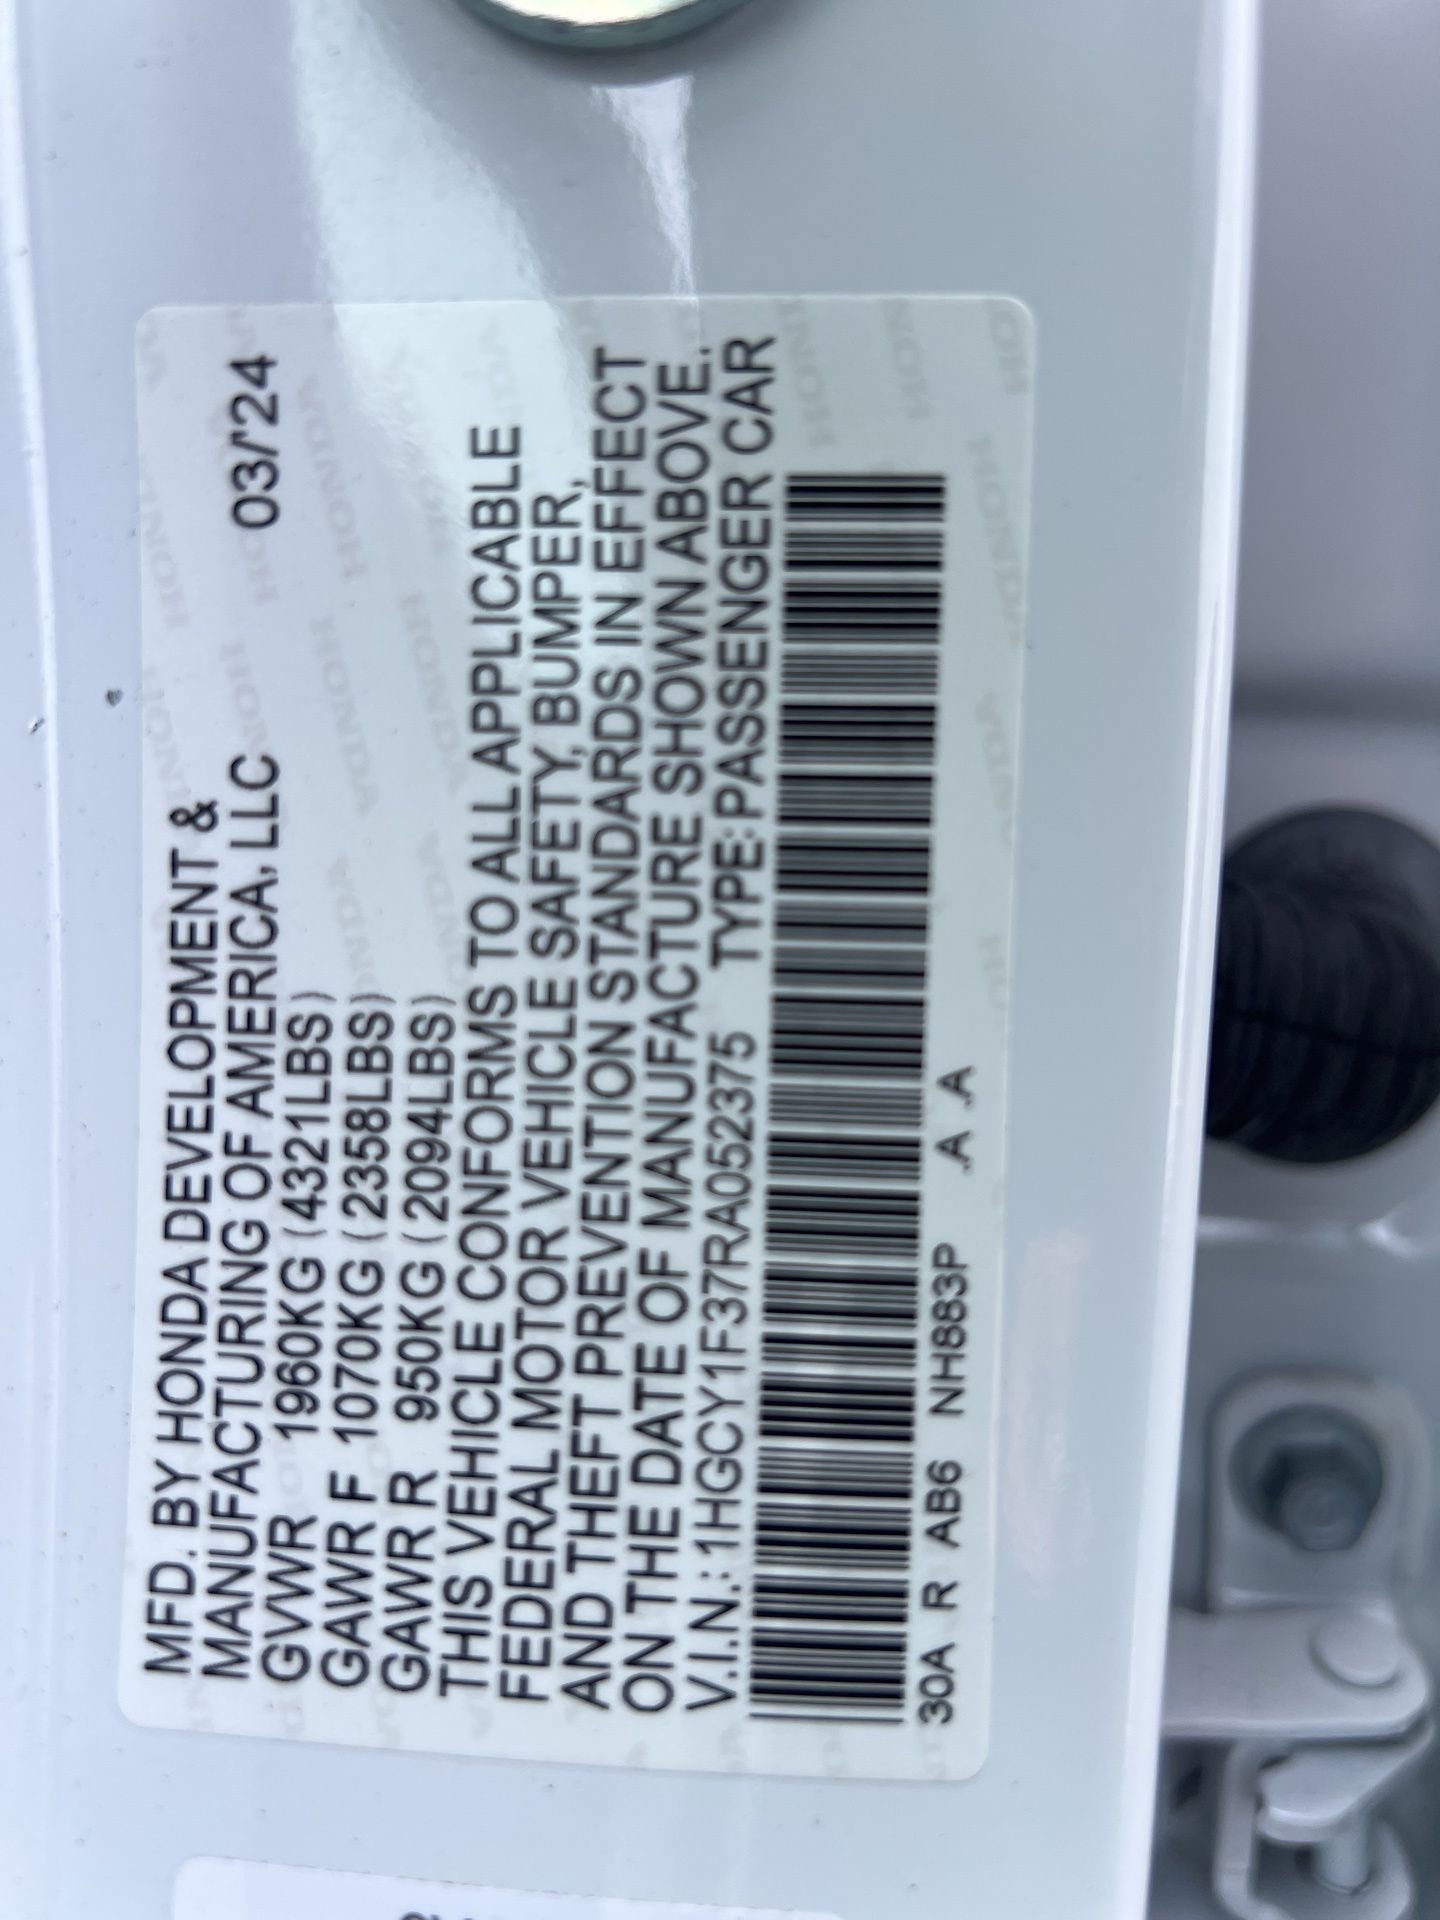 MFD. BY HONDA DEVELOPMENT &
MANUFACTURING OF AMERICA, LLC 03/'24
GVWR 1960KG (4321LBS)
GAWR F 1070KG (2358LBS)
GAWR R 950KG (2094LBS)
THIS VEHICLE CONFORMS TO ALL APPLICABLE
FEDERAL MOTOR VEHICLE SAFETY, BUMPER,
AND THEFT PREVENTION STANDARDS IN EFFECT
ON THE DATE OF MANUFACTURE SHOWN ABOVE.
V.I.N.: 1HGCY1F37RA052375 TYPE: PASSENGER CAR
30A R AB6 NH883P .A .A